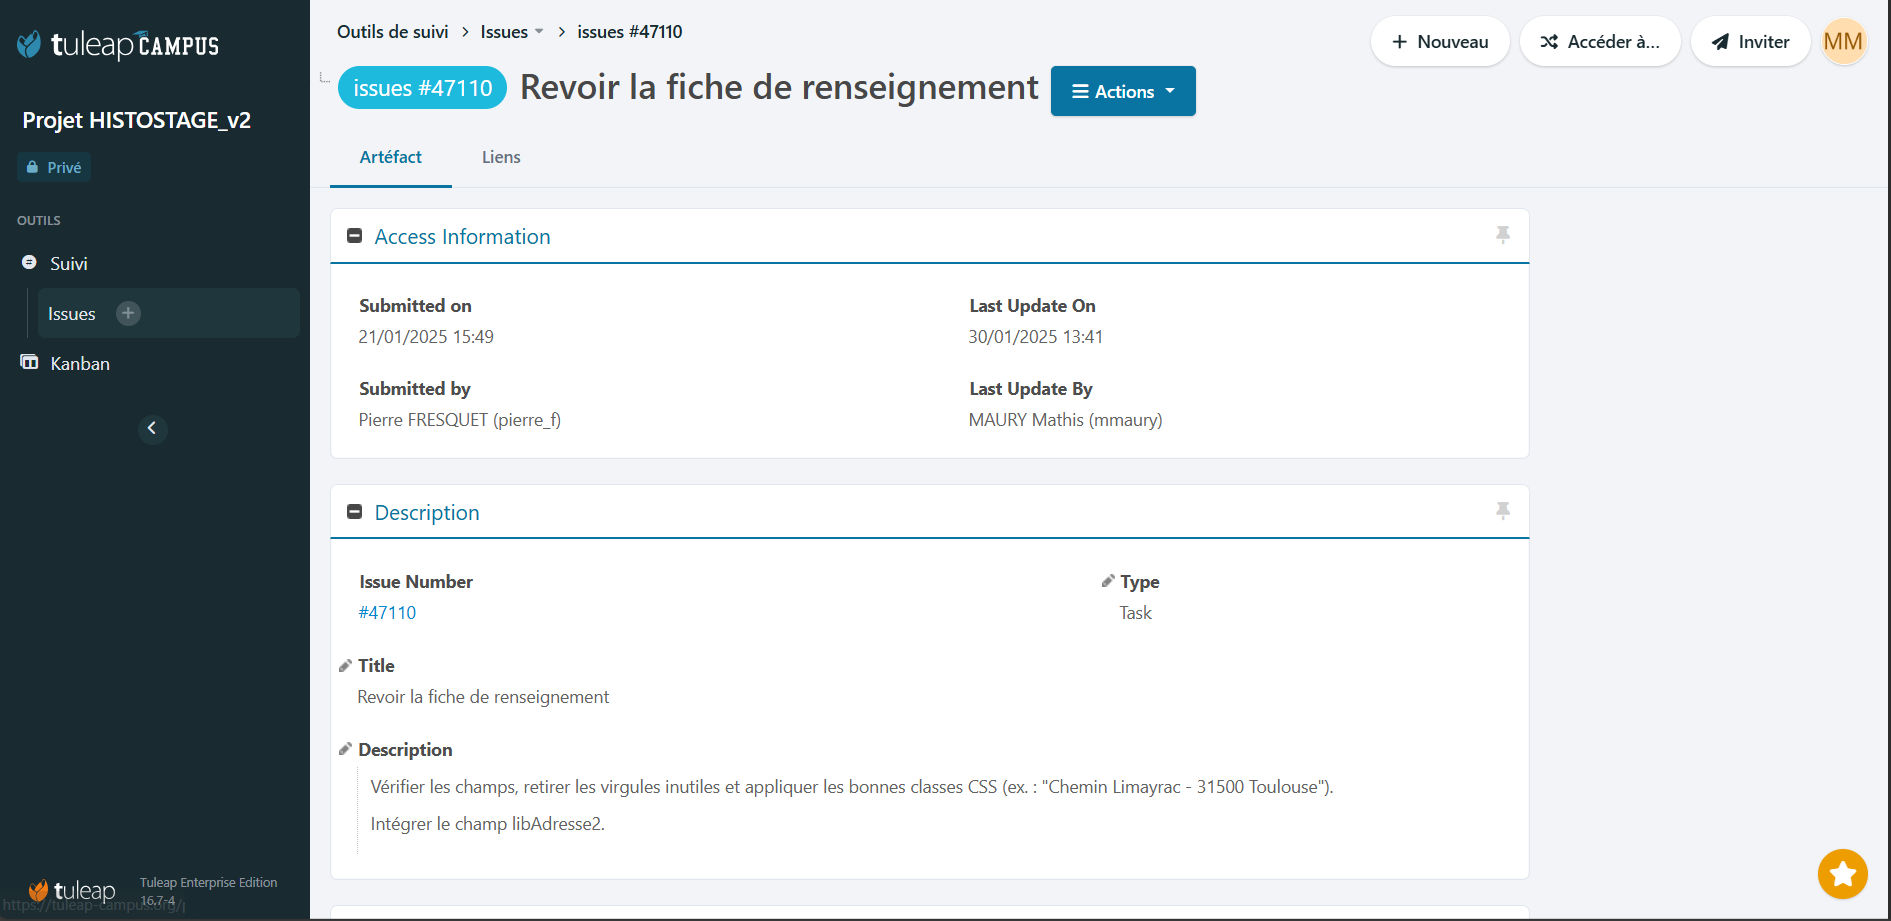 tuleap CAMPUS
Outils de suivi > Issues > issues #47110
+ Nouveau
Accéder à...
Inviter
MM
issues #47110 Revoir la fiche de renseignement
Actions
Projet HISTOSTAGE_v2
Privé
OUTILS
Suivi
Issues
Kanban
Artéfact Liens
Access Information
Submitted on
21/01/2025 15:49
Last Update On
30/01/2025 13:41
Submitted by
Pierre FRESQUET (pierre_f)
Last Update By
MAURY Mathis (mmaury)
Description
Issue Number
#47110
Type
Task
Title
Revoir la fiche de renseignement
Description
Vérifier les champs, retirer les virgules inutiles et appliquer les bonnes classes CSS (ex. : "Chemin Limayrac - 31500 Toulouse").
Intégrer le champ libAdresse2.
tuleap
Tuleap Enterprise Edition
16.7-4
https://tuleap-campus.org/